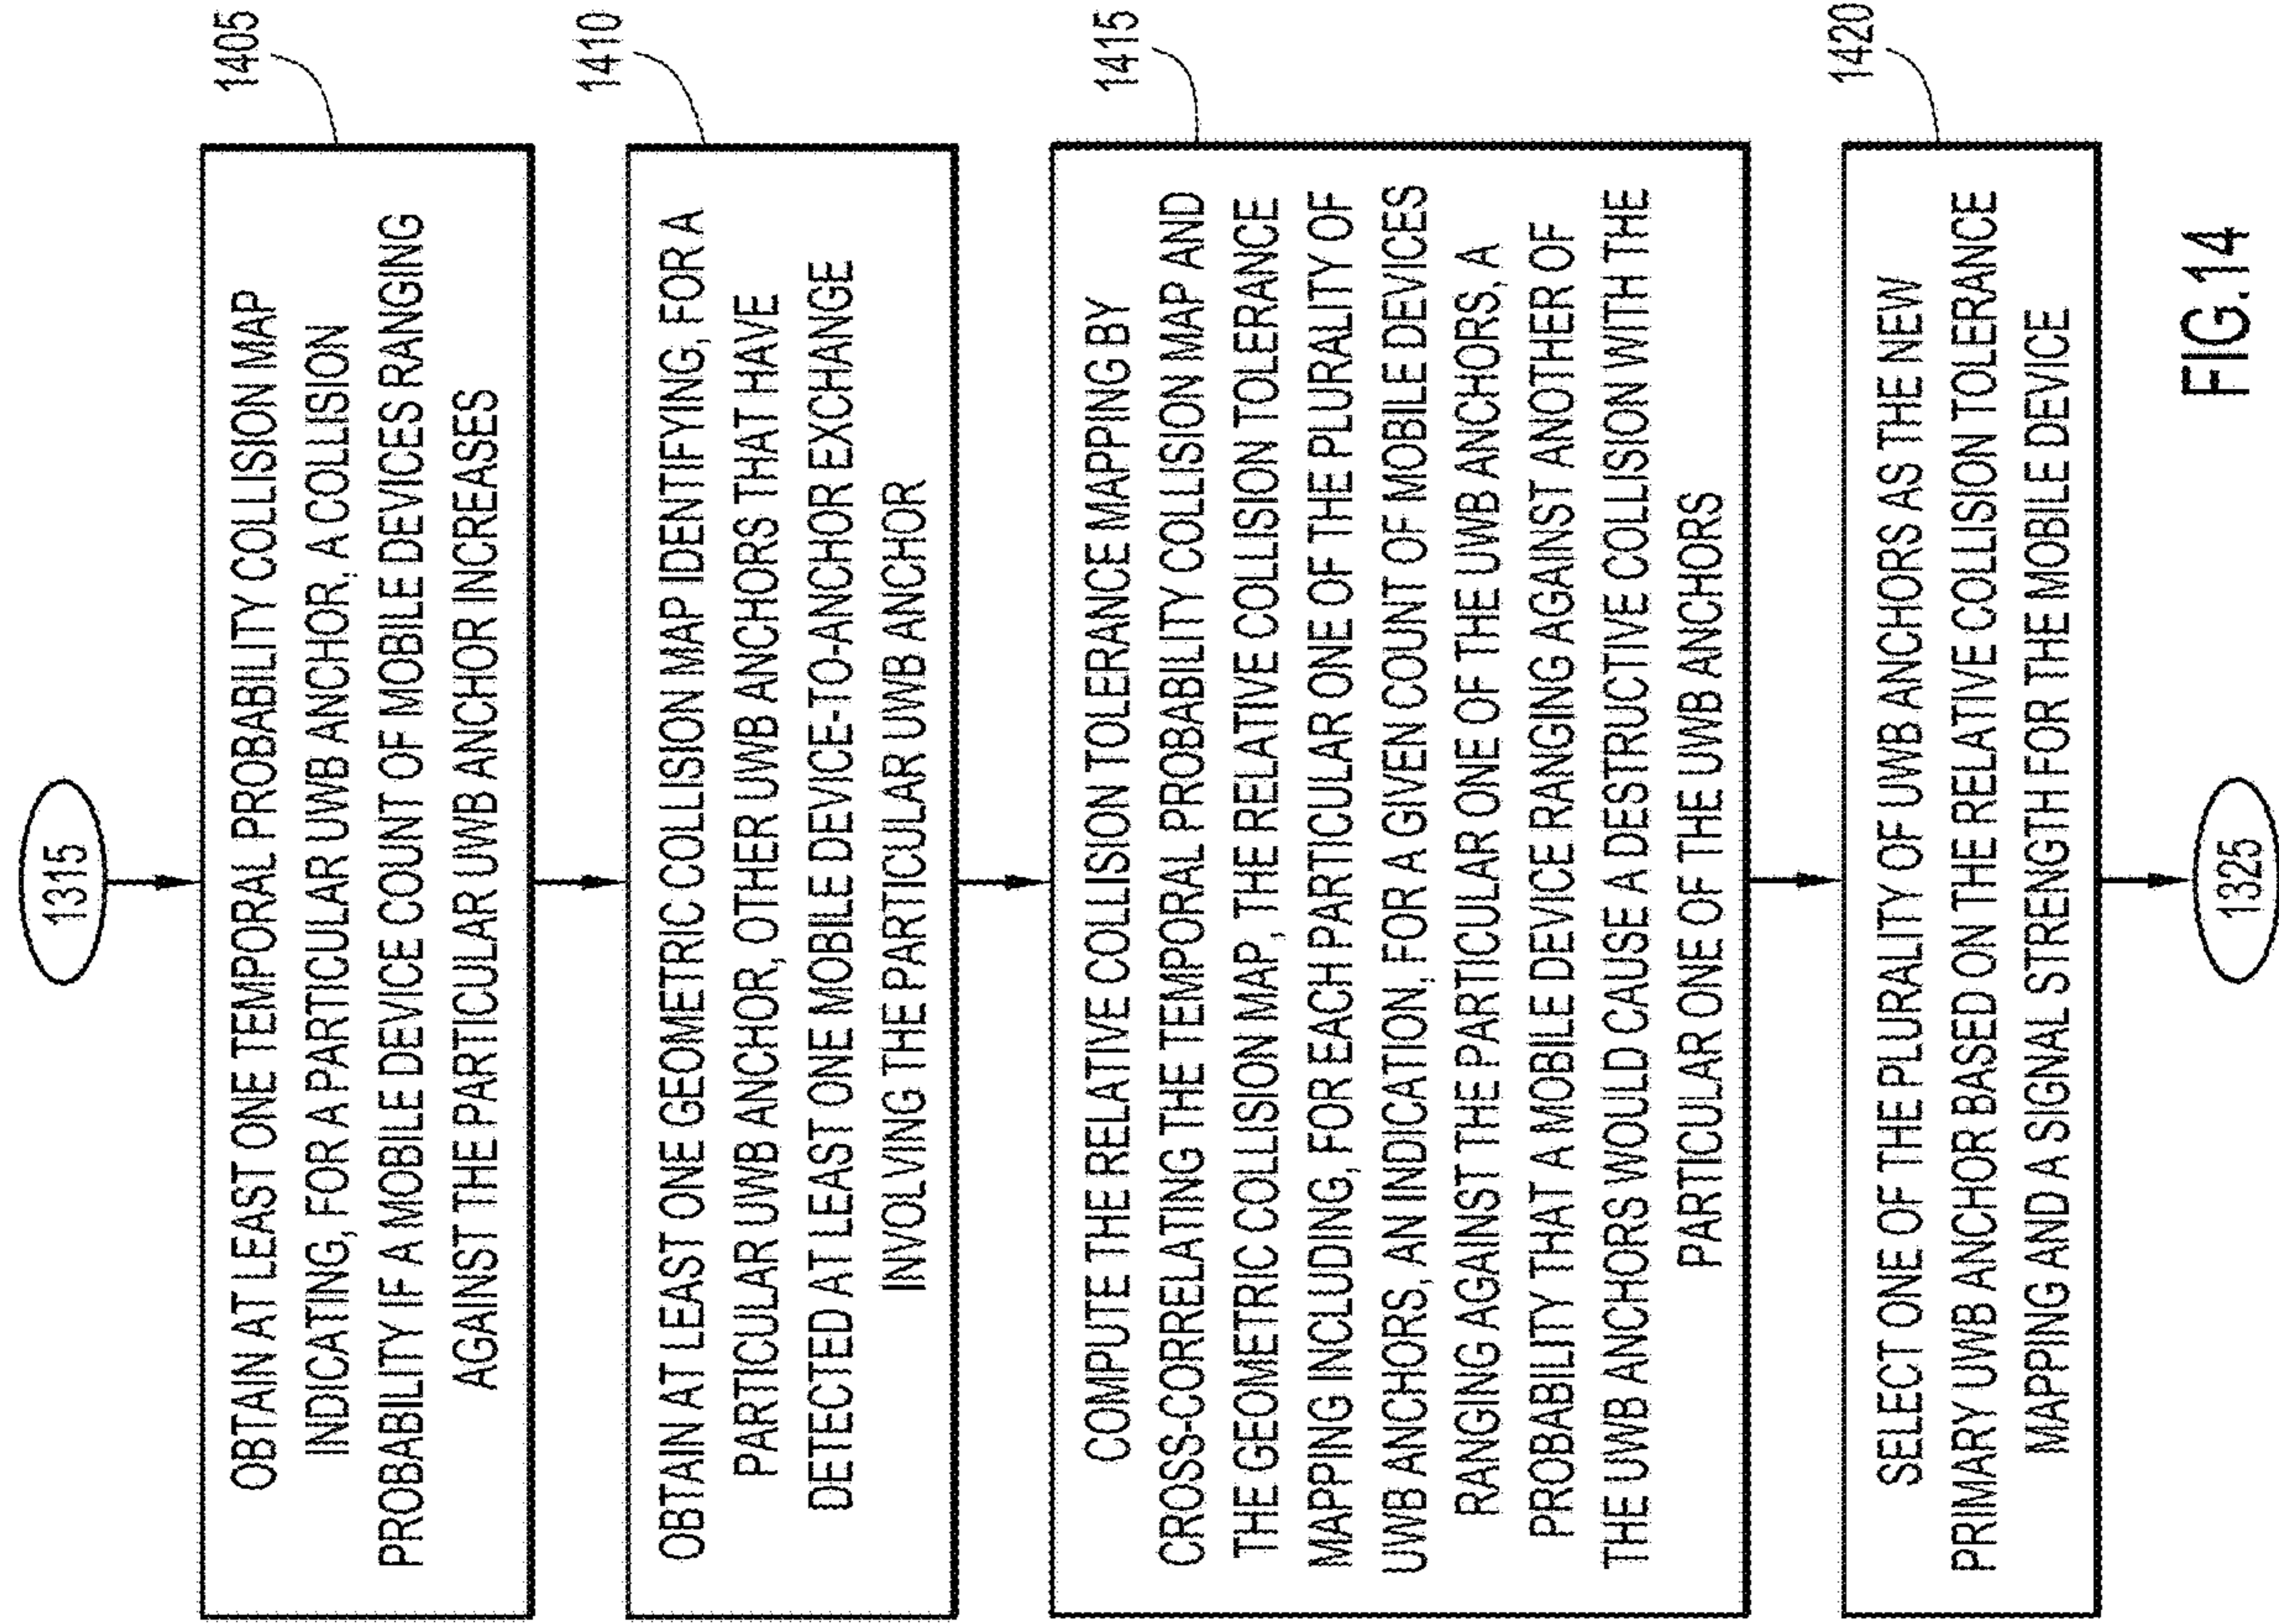 1315
1405
OBTAIN AT LEAST ONE TEMPORAL PROBABILITY COLLISION MAP
INDICATING, FOR A PARTICULAR UWB ANCHOR, A COLLISION
PROBABILITY IF A MOBILE DEVICE COUNT OF MOBILE DEVICES RANGING
AGAINST THE PARTICULAR UWB ANCHOR INCREASES
1410
OBTAIN AT LEAST ONE GEOMETRIC COLLISION MAP IDENTIFYING, FOR A
PARTICULAR UWB ANCHOR, OTHER UWB ANCHORS THAT HAVE
DETECTED AT LEAST ONE MOBILE DEVICE-TO-ANCHOR EXCHANGE
INVOLVING THE PARTICULAR UWB ANCHOR
1415
COMPUTE THE RELATIVE COLLISION TOLERANCE MAPPING BY
CROSS-CORRELATING THE TEMPORAL PROBABILITY COLLISION MAP AND
THE GEOMETRIC COLLISION MAP, THE RELATIVE COLLISION TOLERANCE
MAPPING INCLUDING, FOR EACH PARTICULAR ONE OF THE PLURALITY OF
UWB ANCHORS, AN INDICATION, FOR A GIVEN COUNT OF MOBILE DEVICES
RANGING AGAINST THE PARTICULAR ONE OF THE UWB ANCHORS, A
PROBABILITY THAT A MOBILE DEVICE RANGING AGAINST ANOTHER OF
THE UWB ANCHORS WOULD CAUSE A DESTRUCTIVE COLLISION WITH THE
PARTICULAR ONE OF THE UWB ANCHORS
1420
SELECT ONE OF THE PLURALITY OF UWB ANCHORS AS THE NEW
PRIMARY UWB ANCHOR BASED ON THE RELATIVE COLLISION TOLERANCE
MAPPING AND A SIGNAL STRENGTH FOR THE MOBILE DEVICE
1325
FIG.14